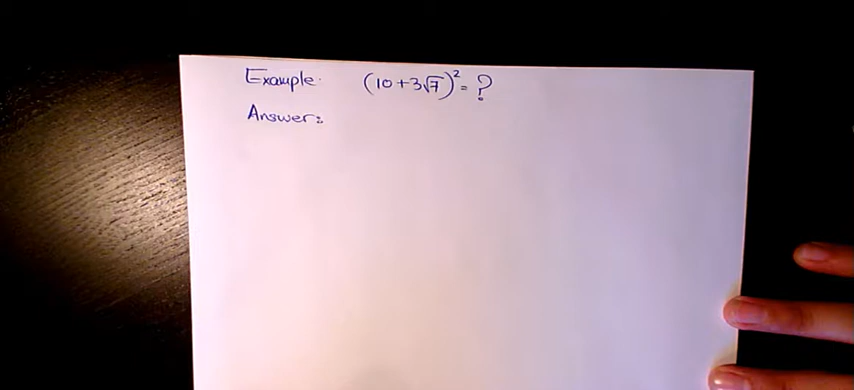 Example: (10+3√7)² = ?
Answer: